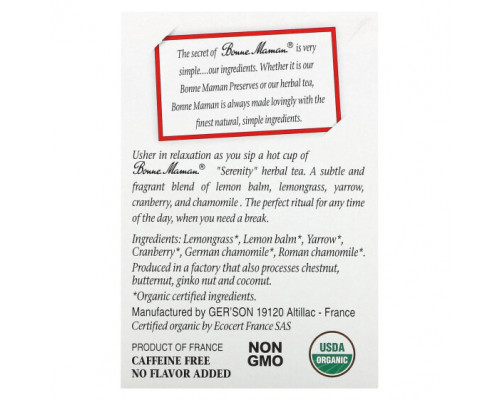 The secret of Bonne Maman® is very
simple....our ingredients. Whether it is our
Bonne Maman Preserves or our herbal tea,
Bonne Maman is always made lovingly with the
finest natural, simple ingredients.
Usher in relaxation as you sip a hot cup of
Bonne Maman® "Serenity" herbal tea. A subtle and
fragrant blend of lemon balm, lemongrass, yarrow,
cranberry, and chamomile . The perfect ritual for any time
of the day, when you need a break.
Ingredients: Lemongrass*, Lemon balm*, Yarrow*,
Cranberry*, German chamomile*, Roman chamomile*.
Produced in a factory that also processes chestnut,
butternut, ginko nut and coconut.
*Organic certified ingredients.
Manufactured by GER'SON 19120 Altillac - France
Certified organic by Ecocert France SAS
PRODUCT OF FRANCE
CAFFEINE FREE
NO FLAVOR ADDED
NON
GMO
USDA
ORGANIC